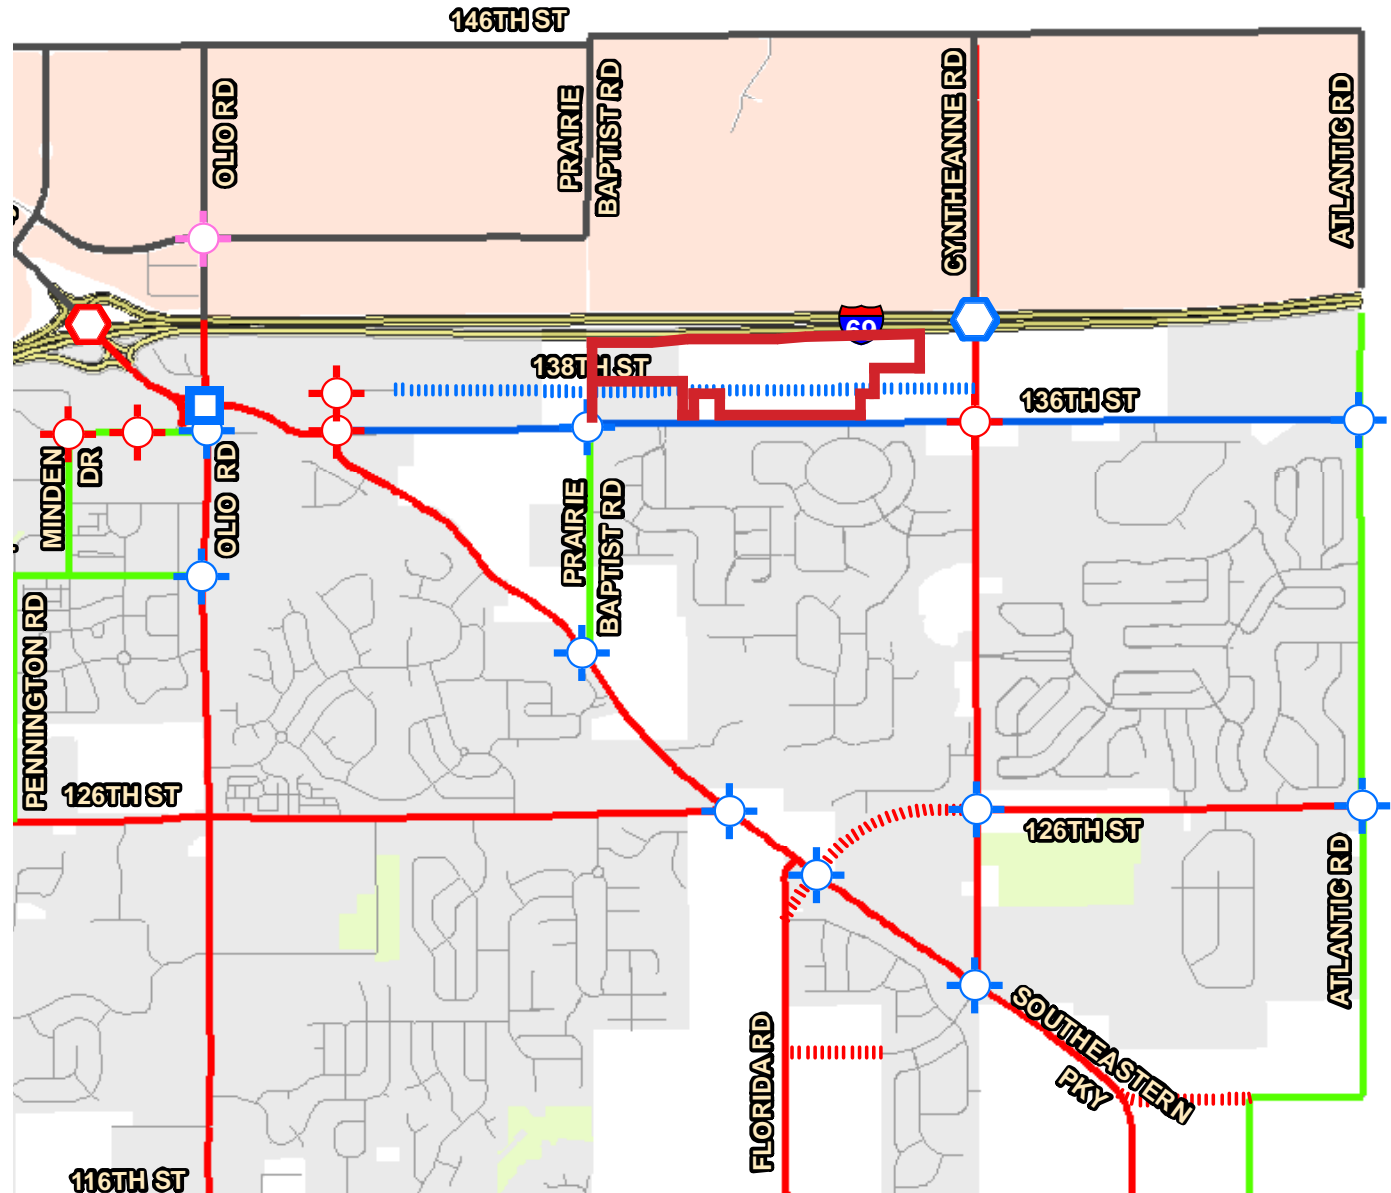 146TH ST
OLIO RD
PRAIRIE
BAPTIST RD
CYNTHEANNE RD
ATLANTIC RD
69
138TH ST
136TH ST
MINDEN
DR
OLIO RD
PRAIRIE
BAPTIST RD
PENNINGTON RD
126TH ST
126TH ST
ATLANTIC RD
SOUTHEASTERN
PKY
FLORIDA RD
116TH ST